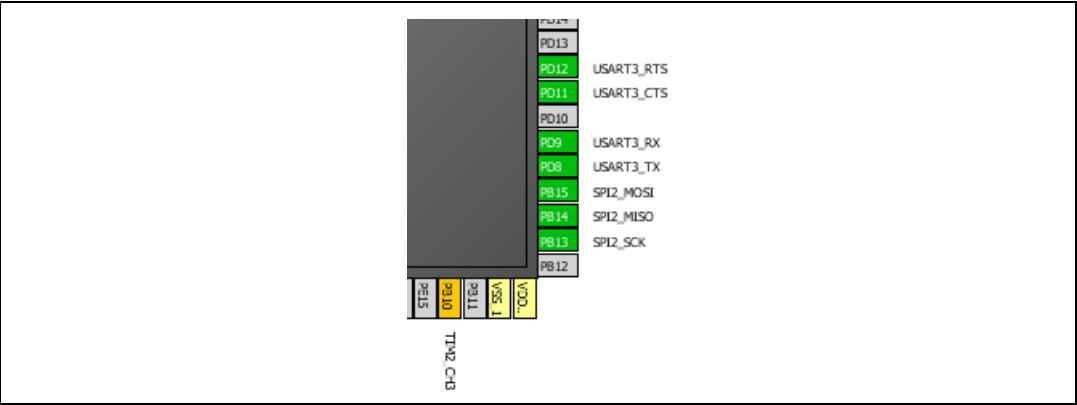 PD14
PD13
PD12 USART3_RTS
PD11 USART3_CTS
PD10
PD9 USART3_RX
PD8 USART3_TX
PB15 SPI2_MOSI
PB14 SPI2_MISO
PB13 SPI2_SCK
PB12
PE15
PB10
PB11
VSS_1
VDD..
TIM2_CH3